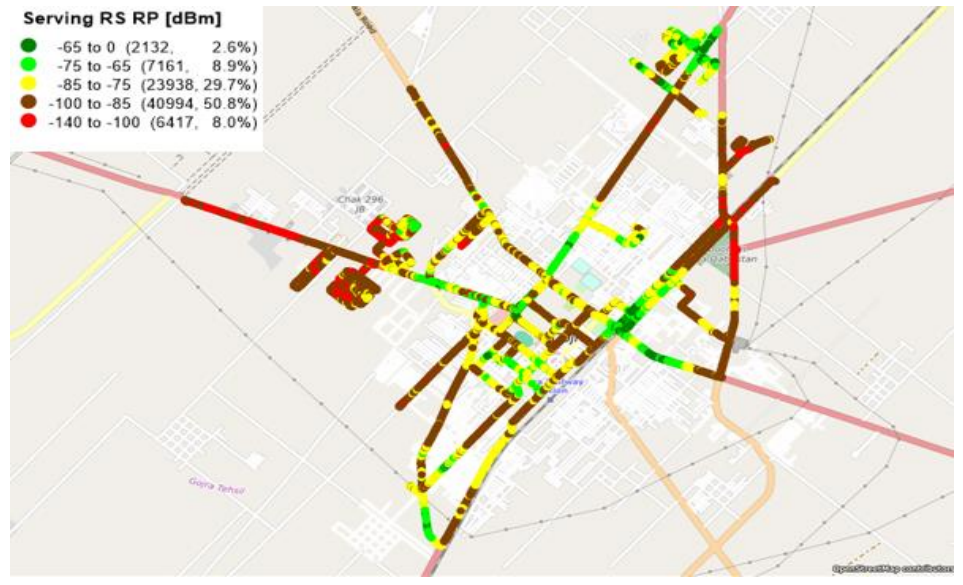 Serving RS RP [dBm]
-65 to 0 (2132, 2.6%)
-75 to -65 (7161, 8.9%)
-85 to -75 (23938, 29.7%)
-100 to -85 (40994, 50.8%)
-140 to -100 (6417, 8.0%)
Road
Chak 296
JB
Gojra Tehsil
OpenStreetMap contributors